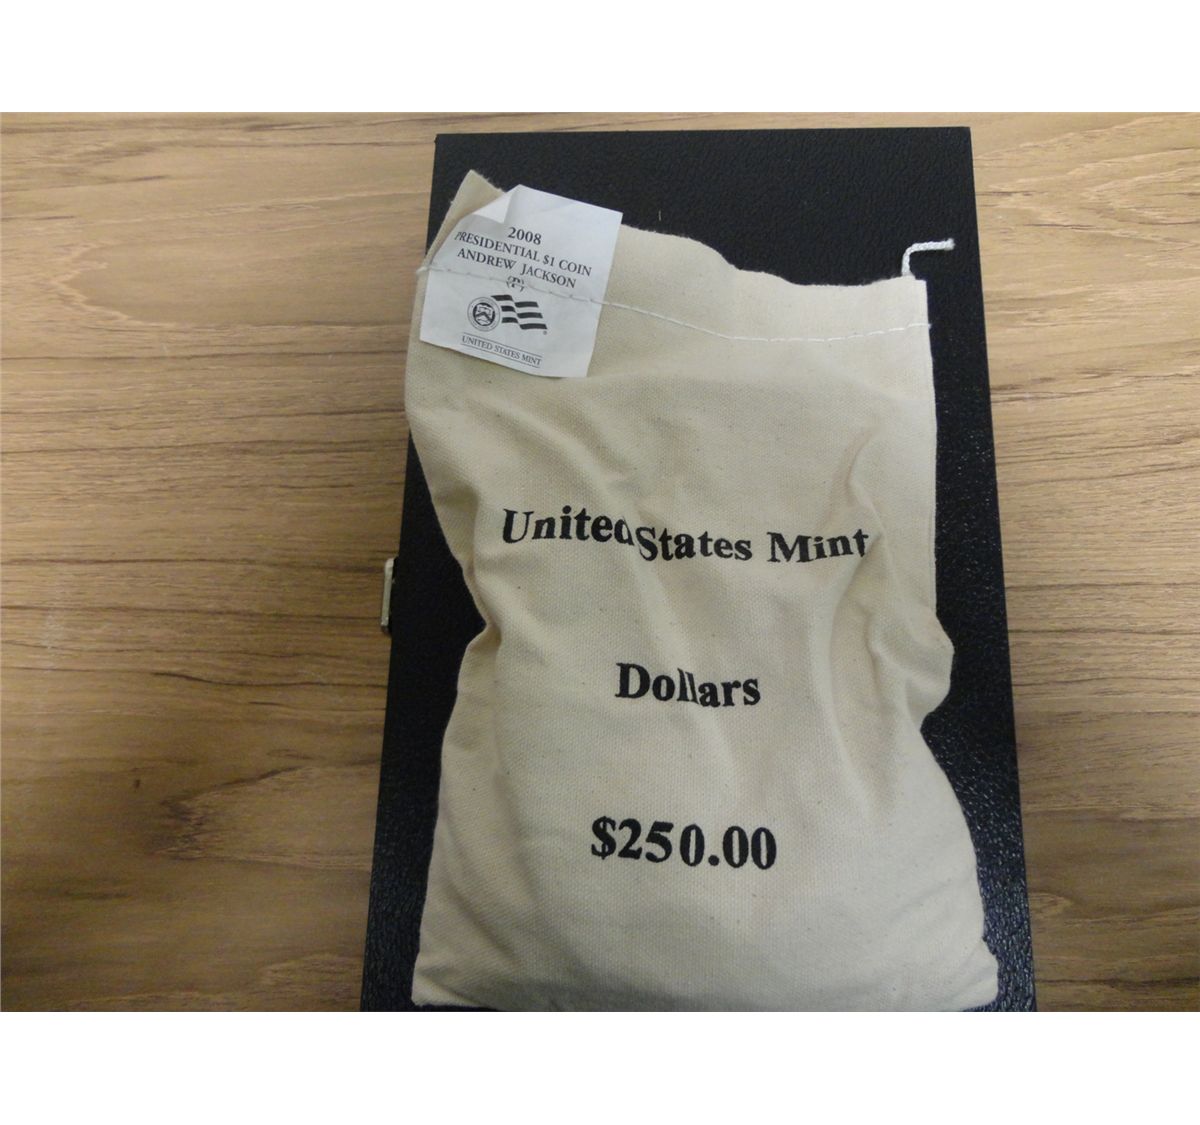 2008
PRESIDENTIAL $1 COIN
ANDREW JACKSON
(P)
UNITED STATES MINT
United States Mint
Dollars
$250.00